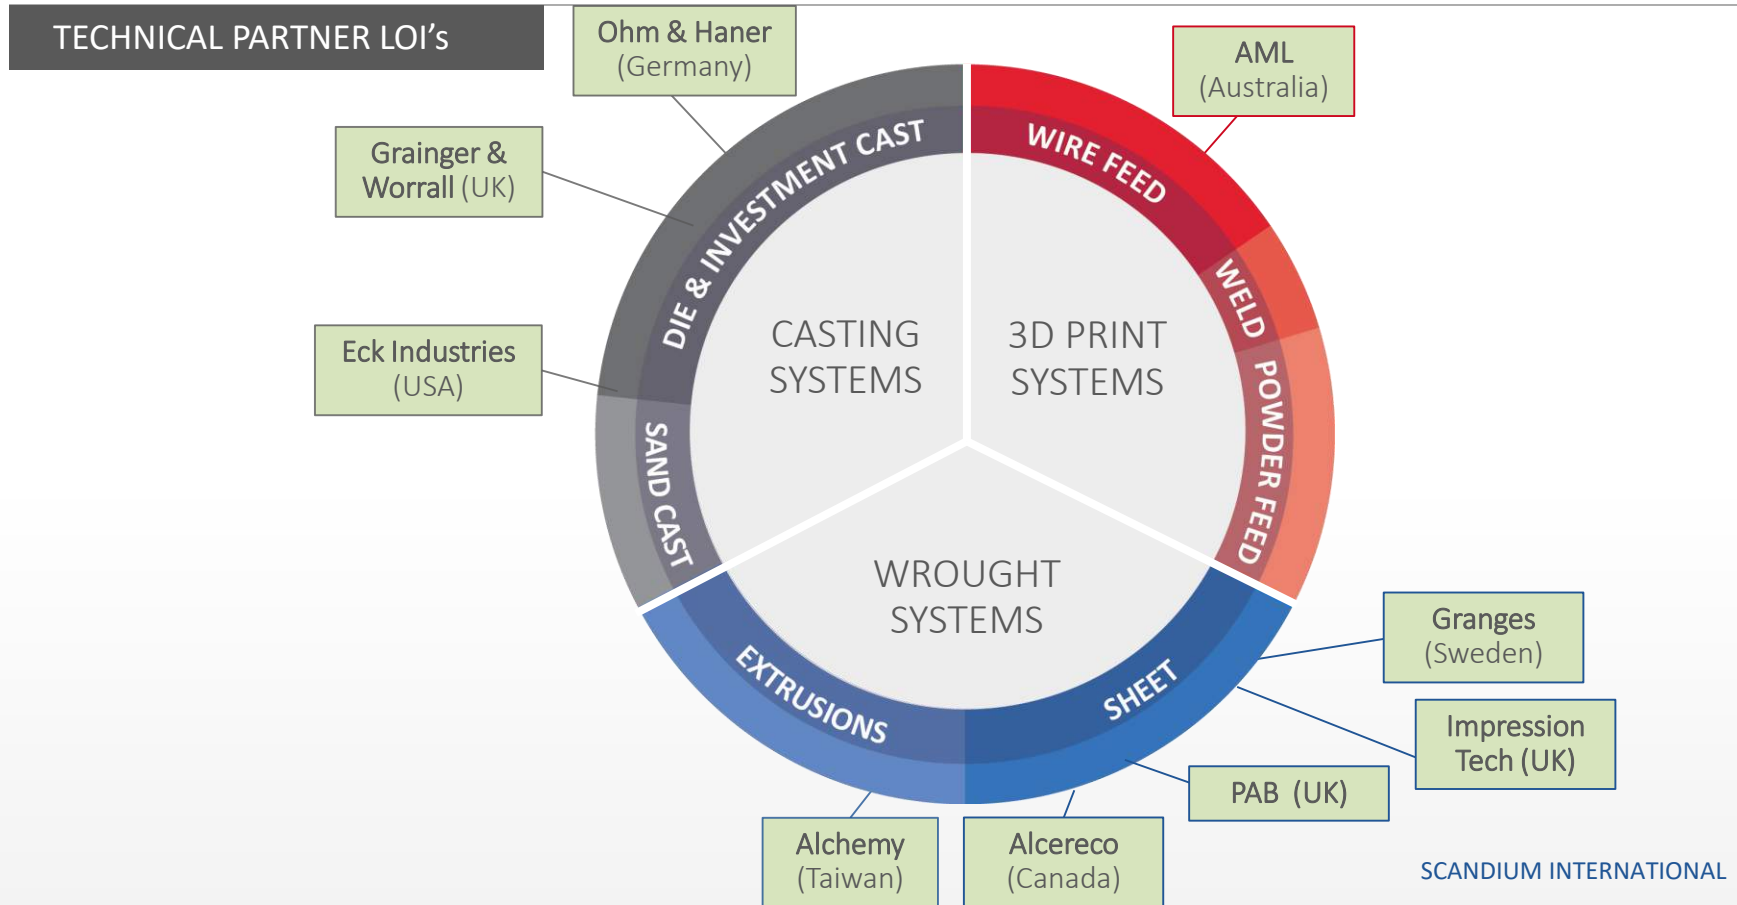 TECHNICAL PARTNER LOI's
Ohm & Haner
(Germany)
AML
(Australia)
Grainger &
Worrall (UK)
Eck Industries
(USA)
DIE & INVESTMENT CAST
SAND CAST
WIRE FEED
WELD
POWDER FEED
CASTING
SYSTEMS
3D PRINT
SYSTEMS
WROUGHT
SYSTEMS
EXTRUSIONS
SHEET
Granges
(Sweden)
Impression
Tech (UK)
PAB (UK)
Alchemy
(Taiwan)
Alcereco
(Canada)
SCANDIUM INTERNATIONAL